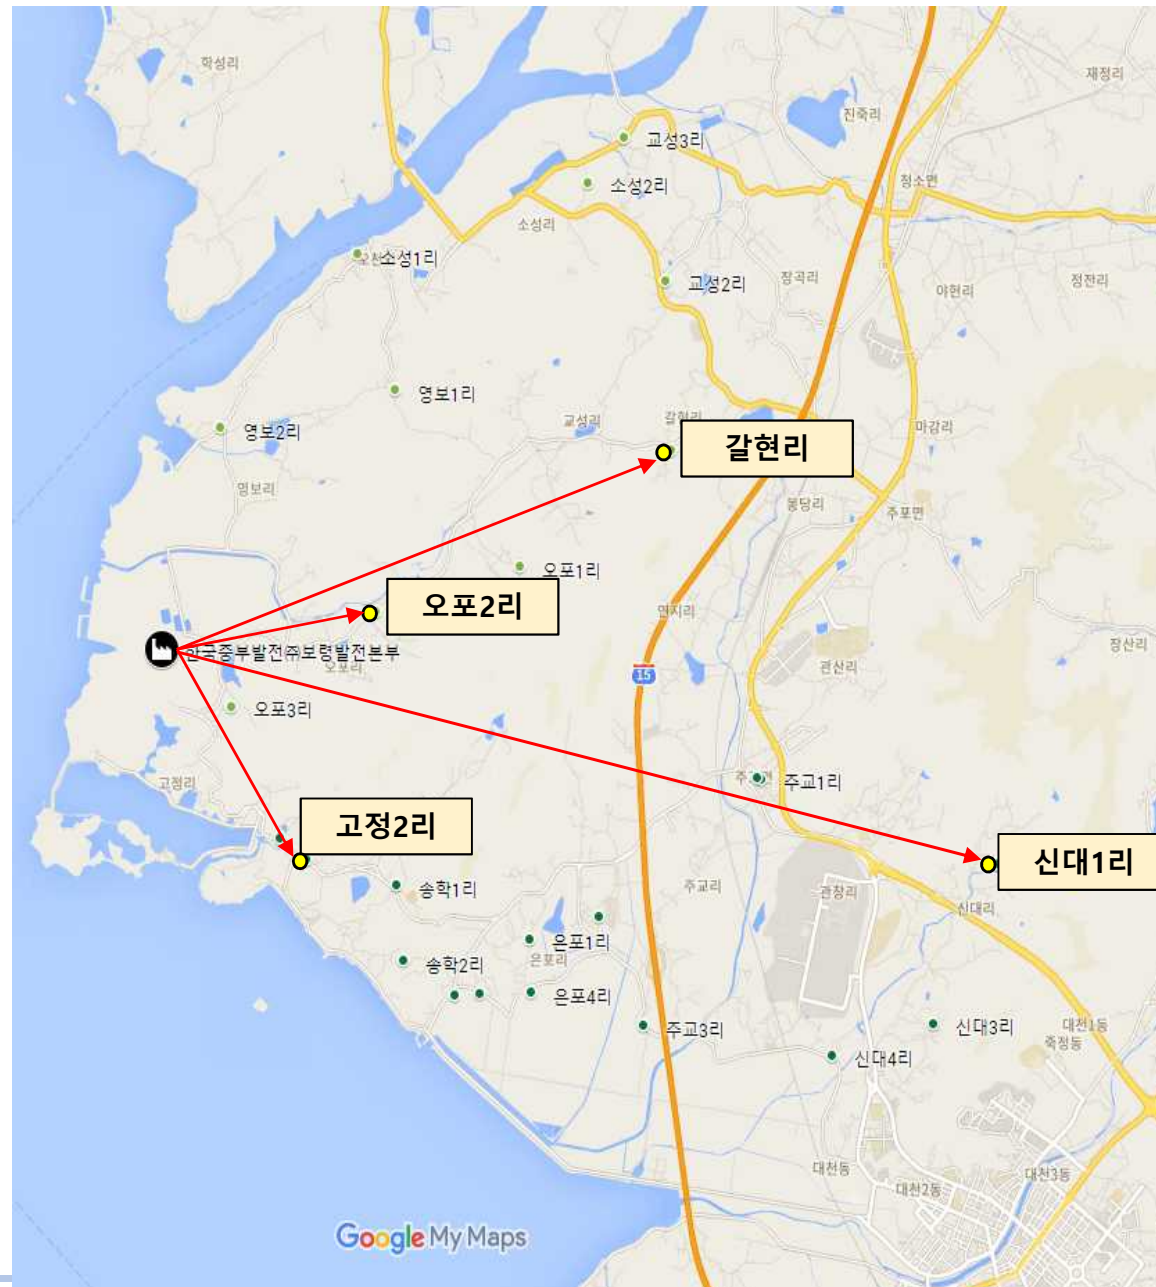 학성리
재정리
진죽리
교성3리
청소면
소성2리
소성리
소성1리
교성2리
장곡리
정전리
야현리
영보1리
교성리
갈현리
영보2리
갈현리
마강리
영보리
봉당리
주포면
오포1리
오포2리
연지리
한국중부발전㈜보령발전본부
오포리
관산리
장산리
15
오포3리
고정리
주교1리
고정2리
신대1리
송학1리
주교리
관창리
신대리
은포1리
송학2리
은포리
은포4리
주교3리
신대3리
대천1동
죽정동
신대4리
대천동
대천2동
대천3동
Google My Maps